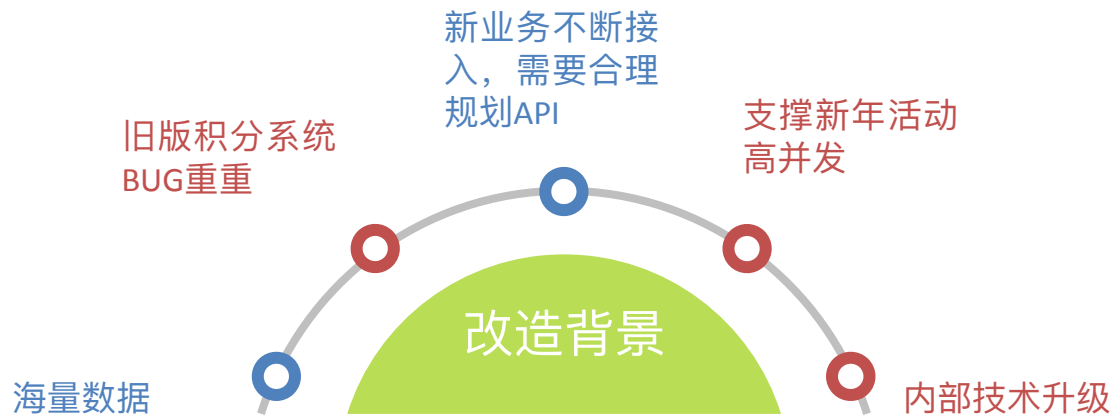 新业务不断接
入，需要合理
规划API
旧版积分系统
BUG重重
支撑新年活动
高并发
改造背景
海量数据
内部技术升级